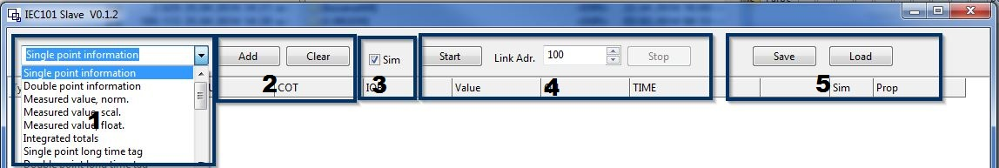 IEC101 Slave V0.1.2
Single point information Add Clear Sim Start Link Adr. 100 Stop Save Load
Single point information
Double point information
Measured value, norm.
Measured value, scal.
Measured value, float.
Integrated totals
Single point long time tag
Double point long time tag
COT Value TIME Sim Prop
1 2 3 4 5